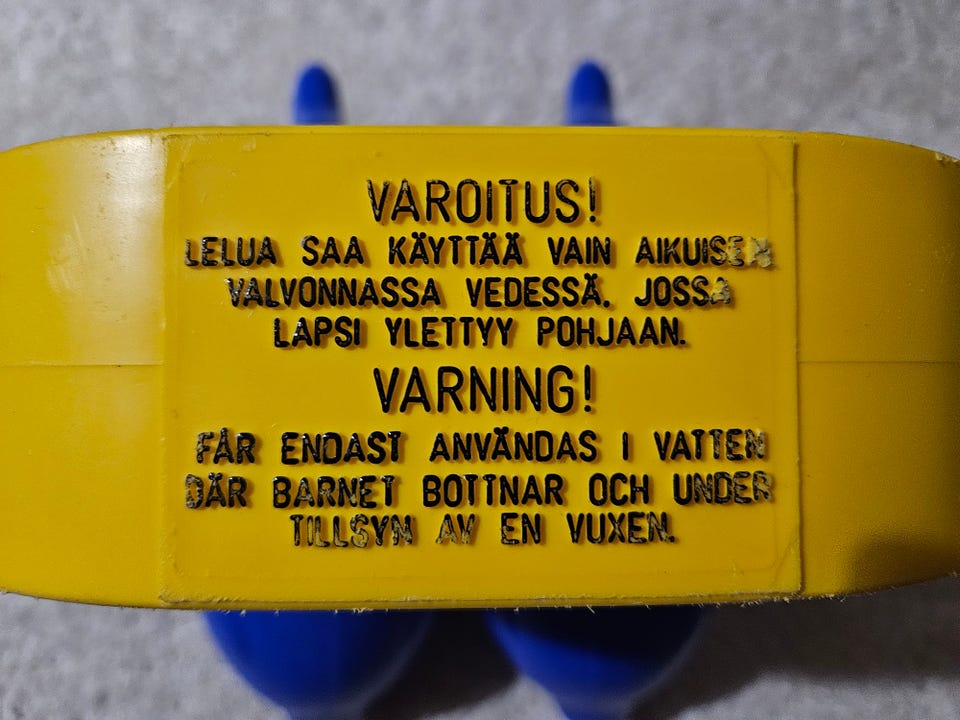 VAROITUS!
LELUA SAA KÄYTTÄÄ VAIN AIKUISEN
VALVONNASSA VEDESSÄ, JOSSA
LAPSI YLETTYY POHJAAN.
VARNING!
FÅR ENDAST ANVÄNDAS I VATTEN
DÄR BARNET BOTTNAR OCH UNDER
TILLSYN AV EN VUXEN.